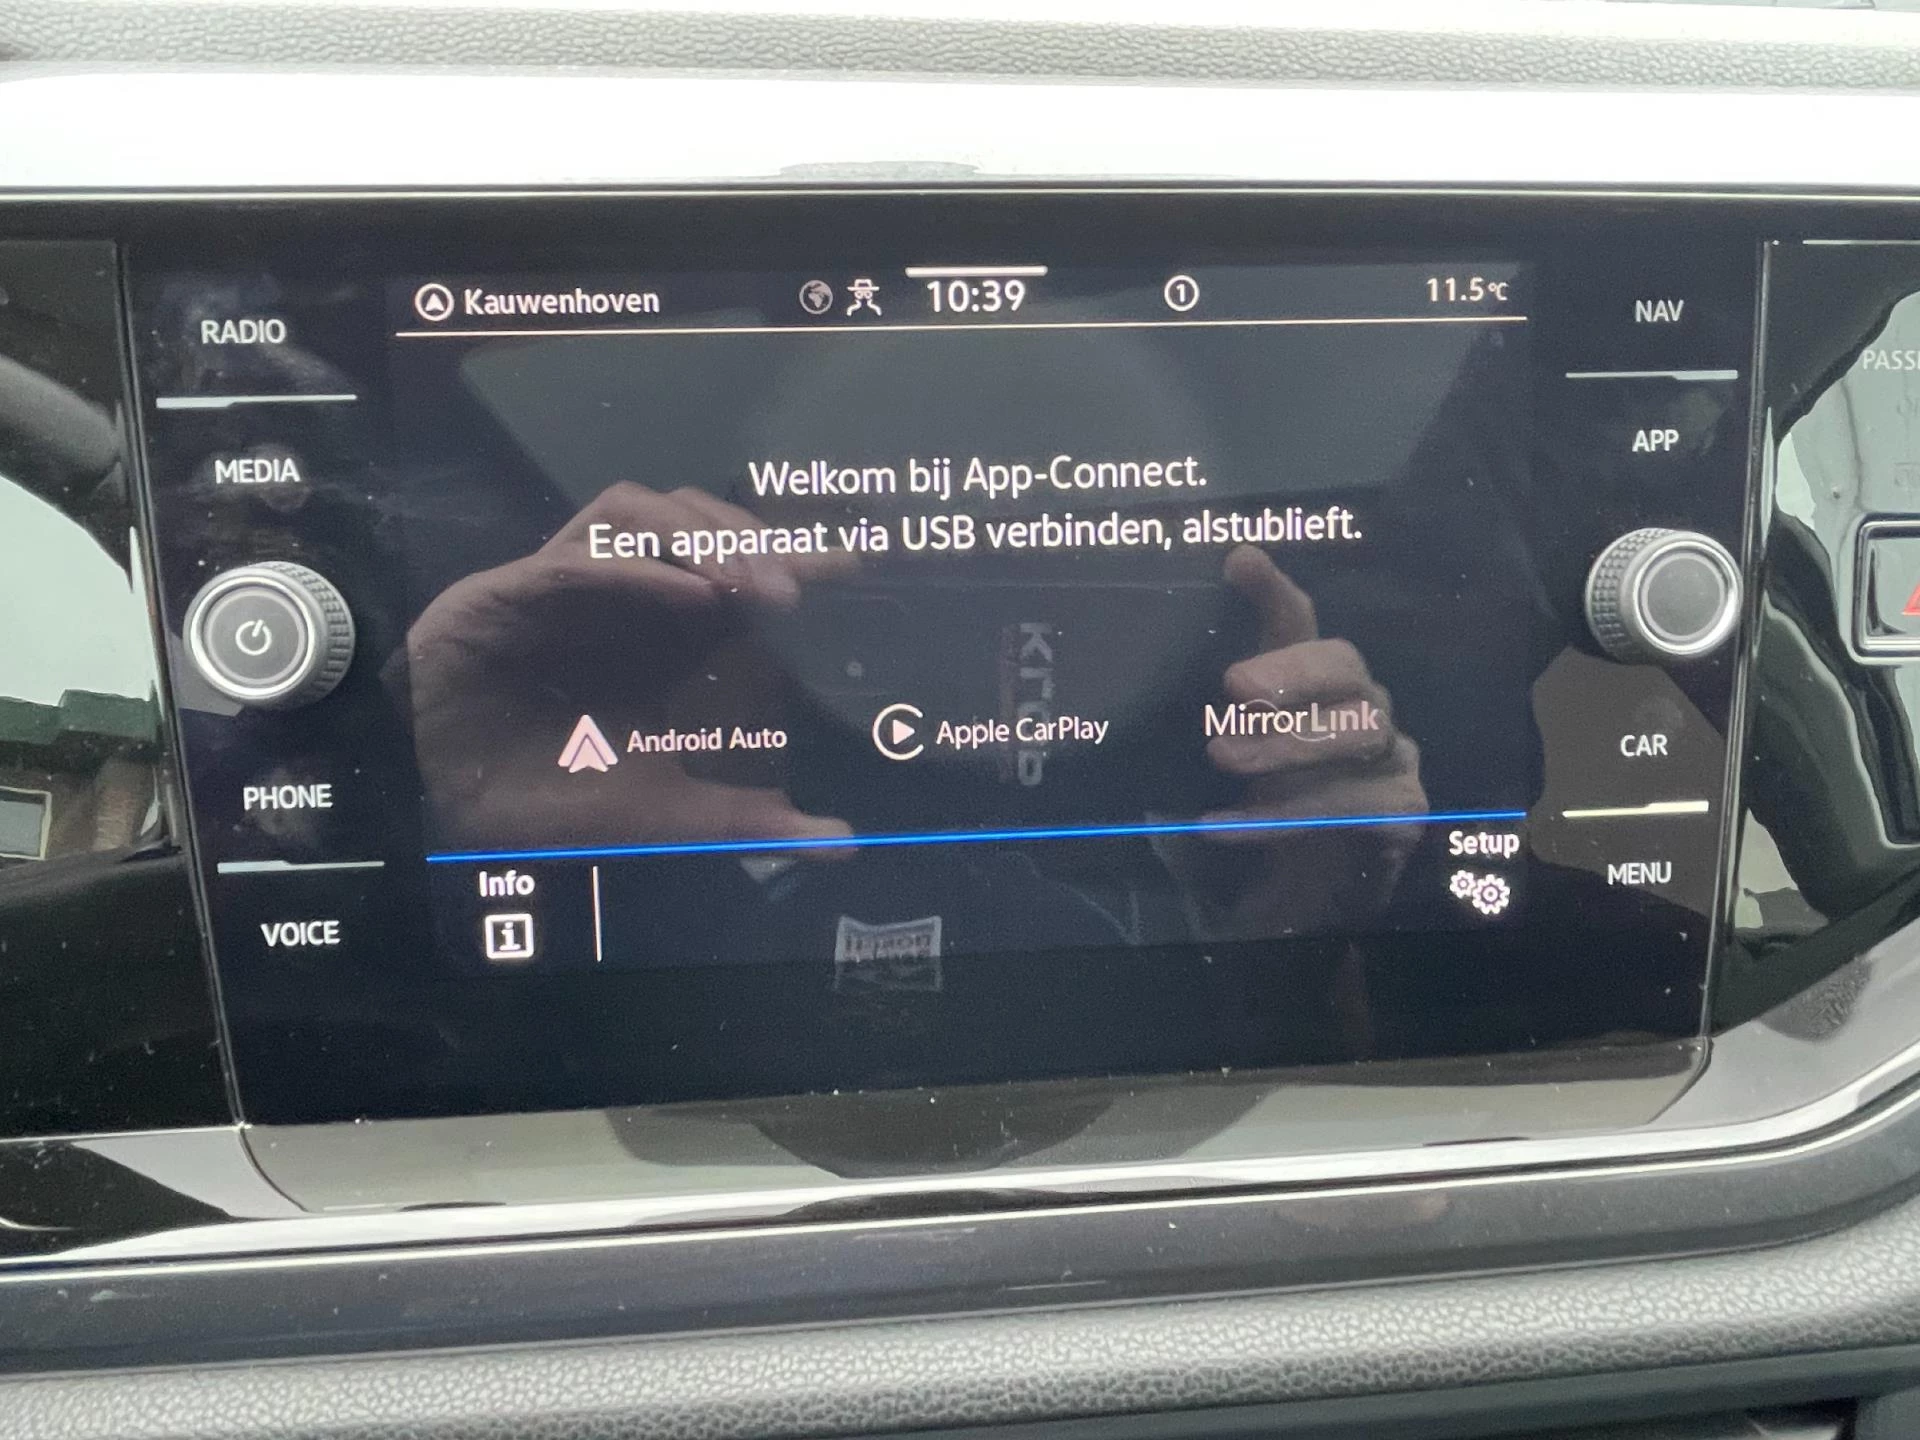 Kauwenhoven 10:39 1 11.5°C
RADIO
MEDIA
PHONE
VOICE
Welkom bij App-Connect.
Een apparaat via USB verbinden, alstublieft.
Android Auto Apple CarPlay MirrorLink
Info
i
Setup
NAV
APP
CAR
MENU